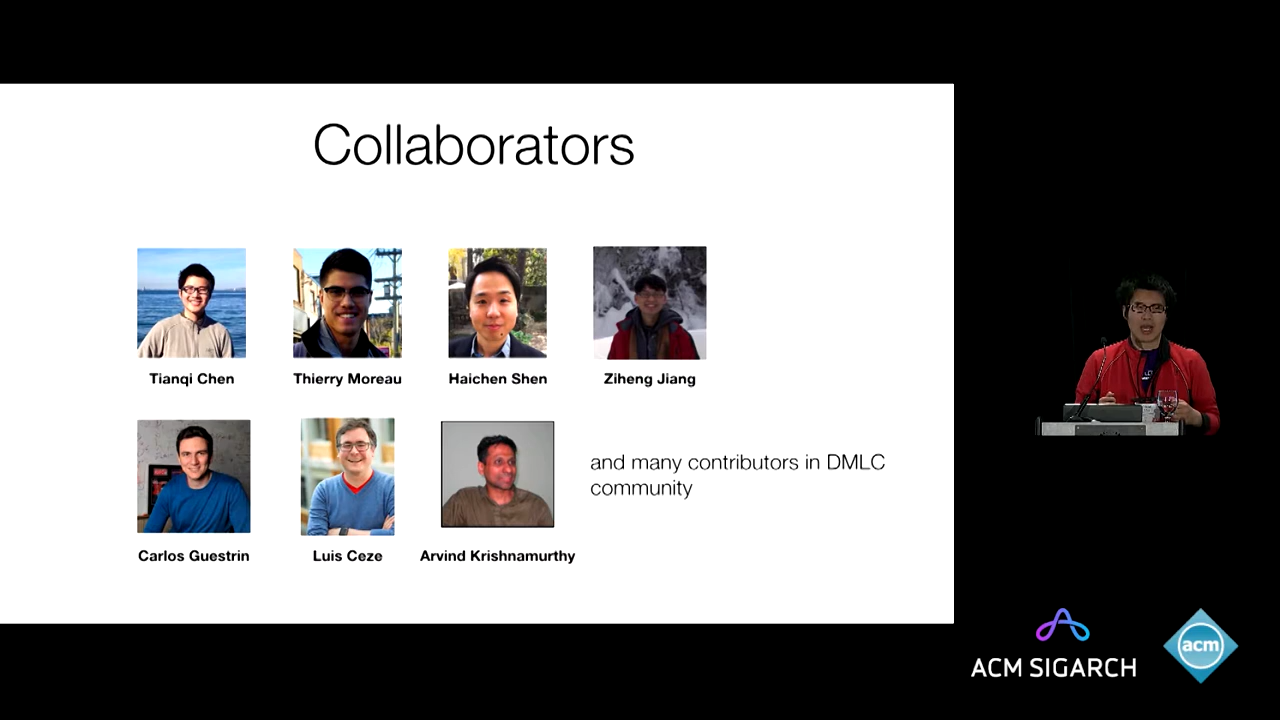 Collaborators
Tianqi Chen
Thierry Moreau
Haichen Shen
Ziheng Jiang
Carlos Guestrin
Luis Ceze
Arvind Krishnamurthy
and many contributors in DMLC
community
ACM SIGARCH
acm